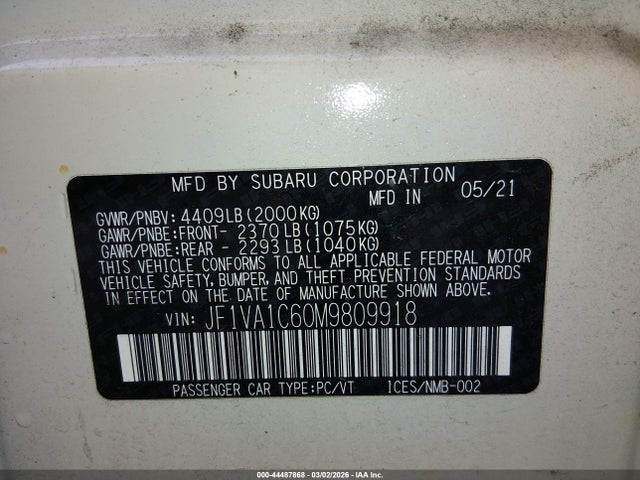 MFD BY SUBARU CORPORATION
MFD IN 05/21
GVWR/PNBV: 4409LB(2000KG)
GAWR/PNBE:FRONT- 2370LB(1075KG)
GAWR/PNBE:REAR - 2293LB(1040KG)
THIS VEHICLE CONFORMS TO ALL APPLICABLE FEDERAL MOTOR
VEHICLE SAFETY, BUMPER, AND THEFT PREVENTION STANDARDS
IN EFFECT ON THE DATE OF MANUFACTURE SHOWN ABOVE.
VIN: JF1VA1C60M9809918
PASSENGER CAR TYPE:PC/VT ICES/NMB-002
000-44487868 - 03/02/2026 - IAA Inc.